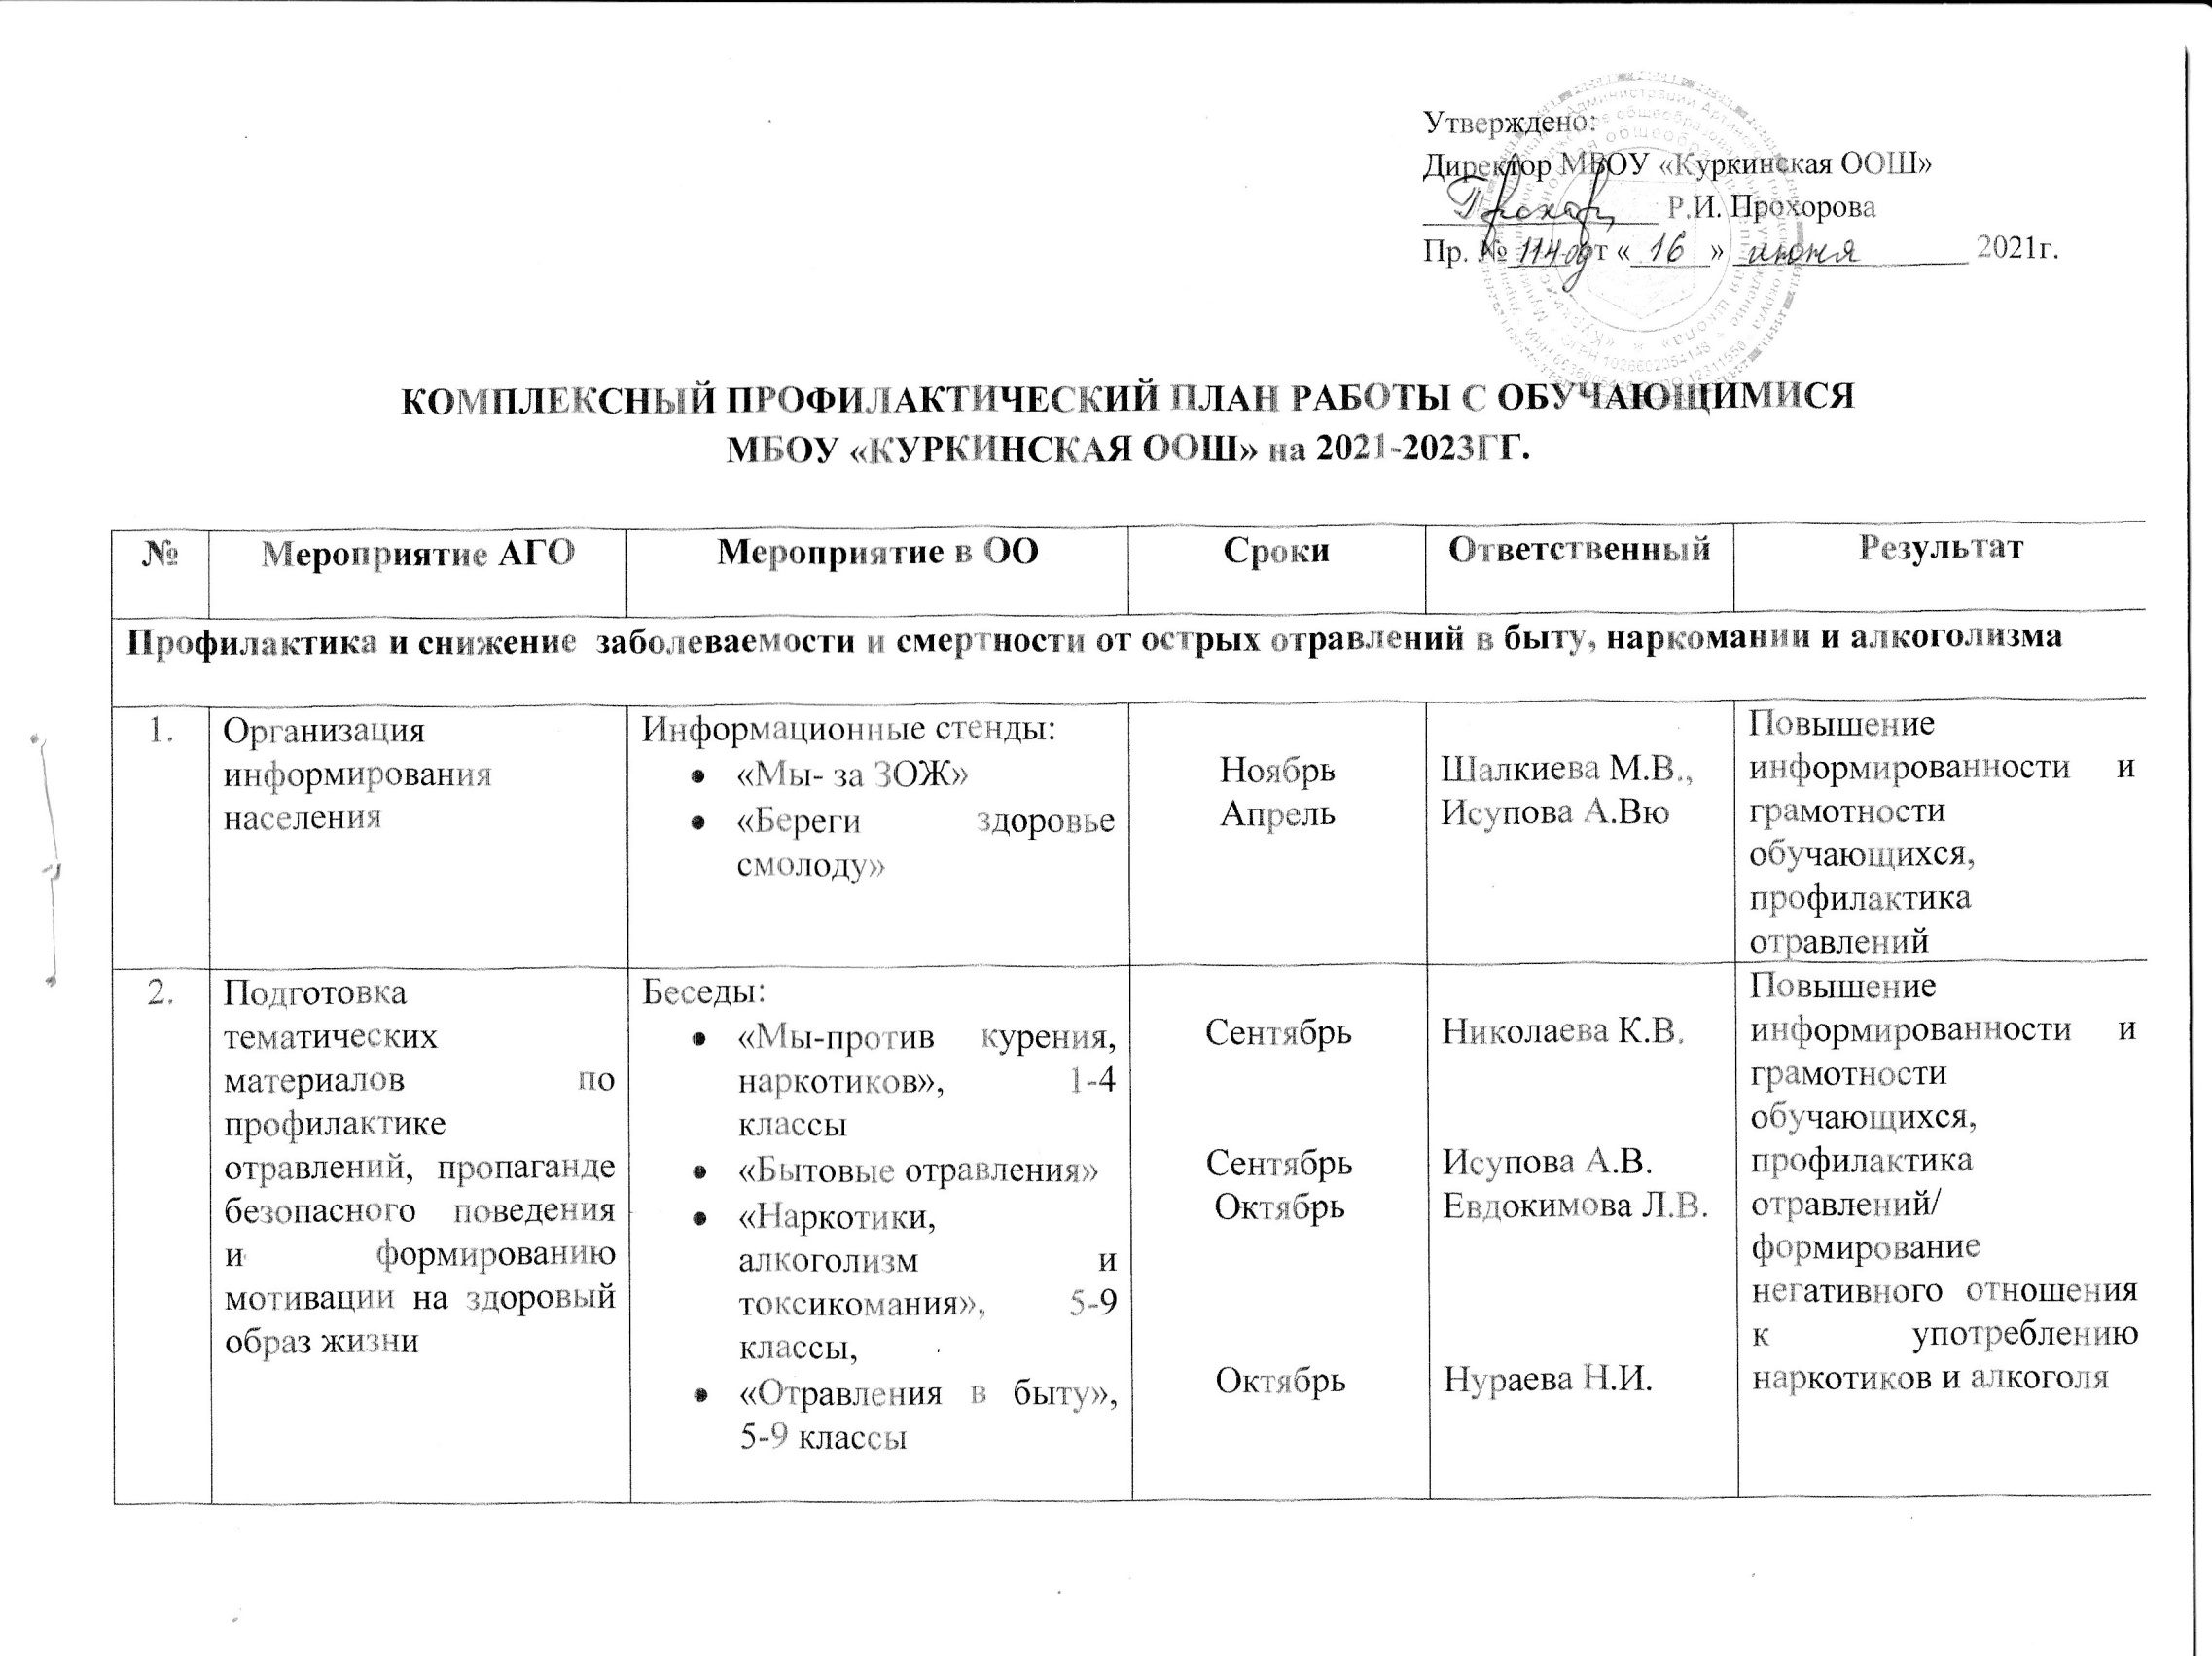 Утверждено:
Директор МБОУ «Куркинская ООШ»
Р.И. Прохорова
Пр. № 114 од от « 16 » июня 2021г.
КОМПЛЕКСНЫЙ ПРОФИЛАКТИЧЕСКИЙ ПЛАН РАБОТЫ С ОБУЧАЮЩИМИСЯ
МБОУ «КУРКИНСКАЯ ООШ» на 2021-2023ГГ.
№ Мероприятие АГО Мероприятие в ОО Сроки Ответственный Результат
Профилактика и снижение заболеваемости и смертности от острых отравлений в быту, наркомании и алкоголизма
1.
Организация
информирования
населения
Информационные стенды:
• «Мы- за ЗОЖ»
• «Береги здоровье
смолоду»
Ноябрь
Апрель
Шалкиева М.В.,
Исупова А.Вю
Повышение
информированности и
грамотности
обучающихся,
профилактика
отравлений
2.
Подготовка
тематических
материалов по
профилактике
отравлений, пропаганде
безопасного поведения
и формированию
мотивации на здоровый
образ жизни
Беседы:
• «Мы-против курения,
наркотиков», 1-4
классы
• «Бытовые отравления»
• «Наркотики,
алкоголизм и
токсикомания», 5-9
классы,
• «Отравления в быту»,
5-9 классы
Сентябрь
Сентябрь
Октябрь
Октябрь
Николаева К.В.
Исупова А.В.
Евдокимова Л.В.
Нураева Н.И.
Повышение
информированности и
грамотности
обучающихся,
профилактика
отравлений/
формирование
негативного отношения
к употреблению
наркотиков и алкоголя